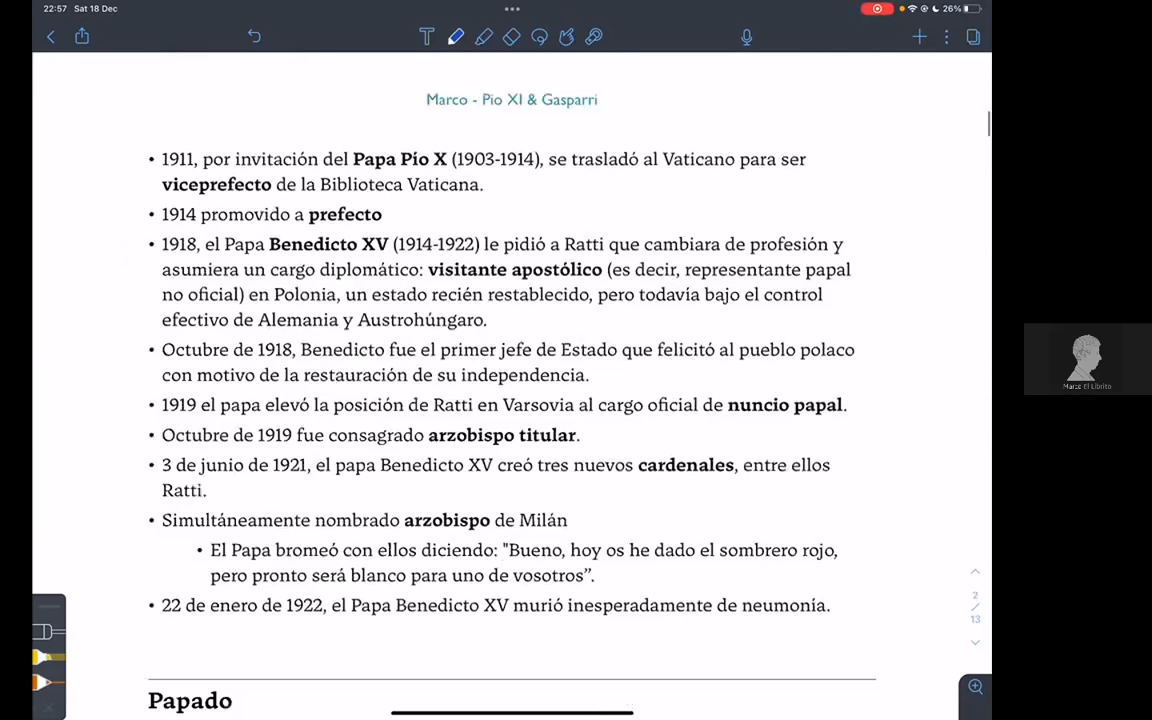 22:57 Sat 18 Dec
26%
Marco - Pio XI & Gasparri
• 1911, por invitación del Papa Pío X (1903-1914), se trasladó al Vaticano para ser
viceprefecto de la Biblioteca Vaticana.
• 1914 promovido a prefecto
• 1918, el Papa Benedicto XV (1914-1922) le pidió a Ratti que cambiara de profesión y
asumiera un cargo diplomático: visitante apostólico (es decir, representante papal
no oficial) en Polonia, un estado recién restablecido, pero todavía bajo el control
efectivo de Alemania y Austrohúngaro.
• Octubre de 1918, Benedicto fue el primer jefe de Estado que felicitó al pueblo polaco
con motivo de la restauración de su independencia.
• 1919 el papa elevó la posición de Ratti en Varsovia al cargo oficial de nuncio papal.
• Octubre de 1919 fue consagrado arzobispo titular.
• 3 de junio de 1921, el papa Benedicto XV creó tres nuevos cardenales, entre ellos
Ratti.
• Simultáneamente nombrado arzobispo de Milán
• El Papa bromeó con ellos diciendo: "Bueno, hoy os he dado el sombrero rojo,
pero pronto será blanco para uno de vosotros”.
• 22 de enero de 1922, el Papa Benedicto XV murió inesperadamente de neumonía.
Papado
2
/
13
Marco El Librito